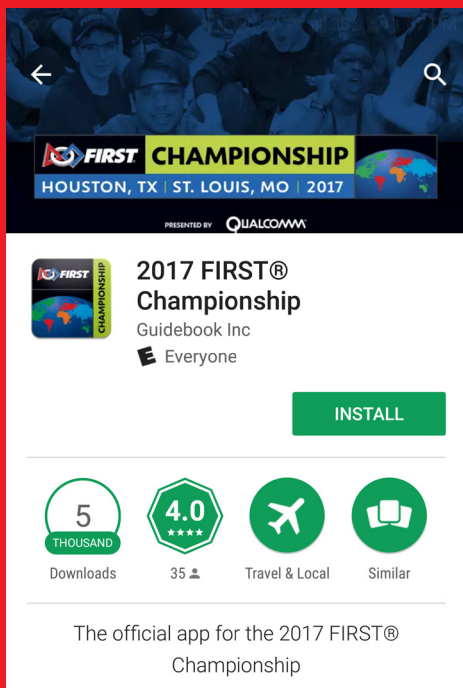 FIRST CHAMPIONSHIP
HOUSTON, TX | ST. LOUIS, MO | 2017
PRESENTED BY QUALCOMM
FIRST
CHAMPIONSHIP
2017 FIRST®
Championship
Guidebook Inc
E Everyone
INSTALL
5
THOUSAND
Downloads
4.0
35
Travel & Local
Similar
The official app for the 2017 FIRST®
Championship